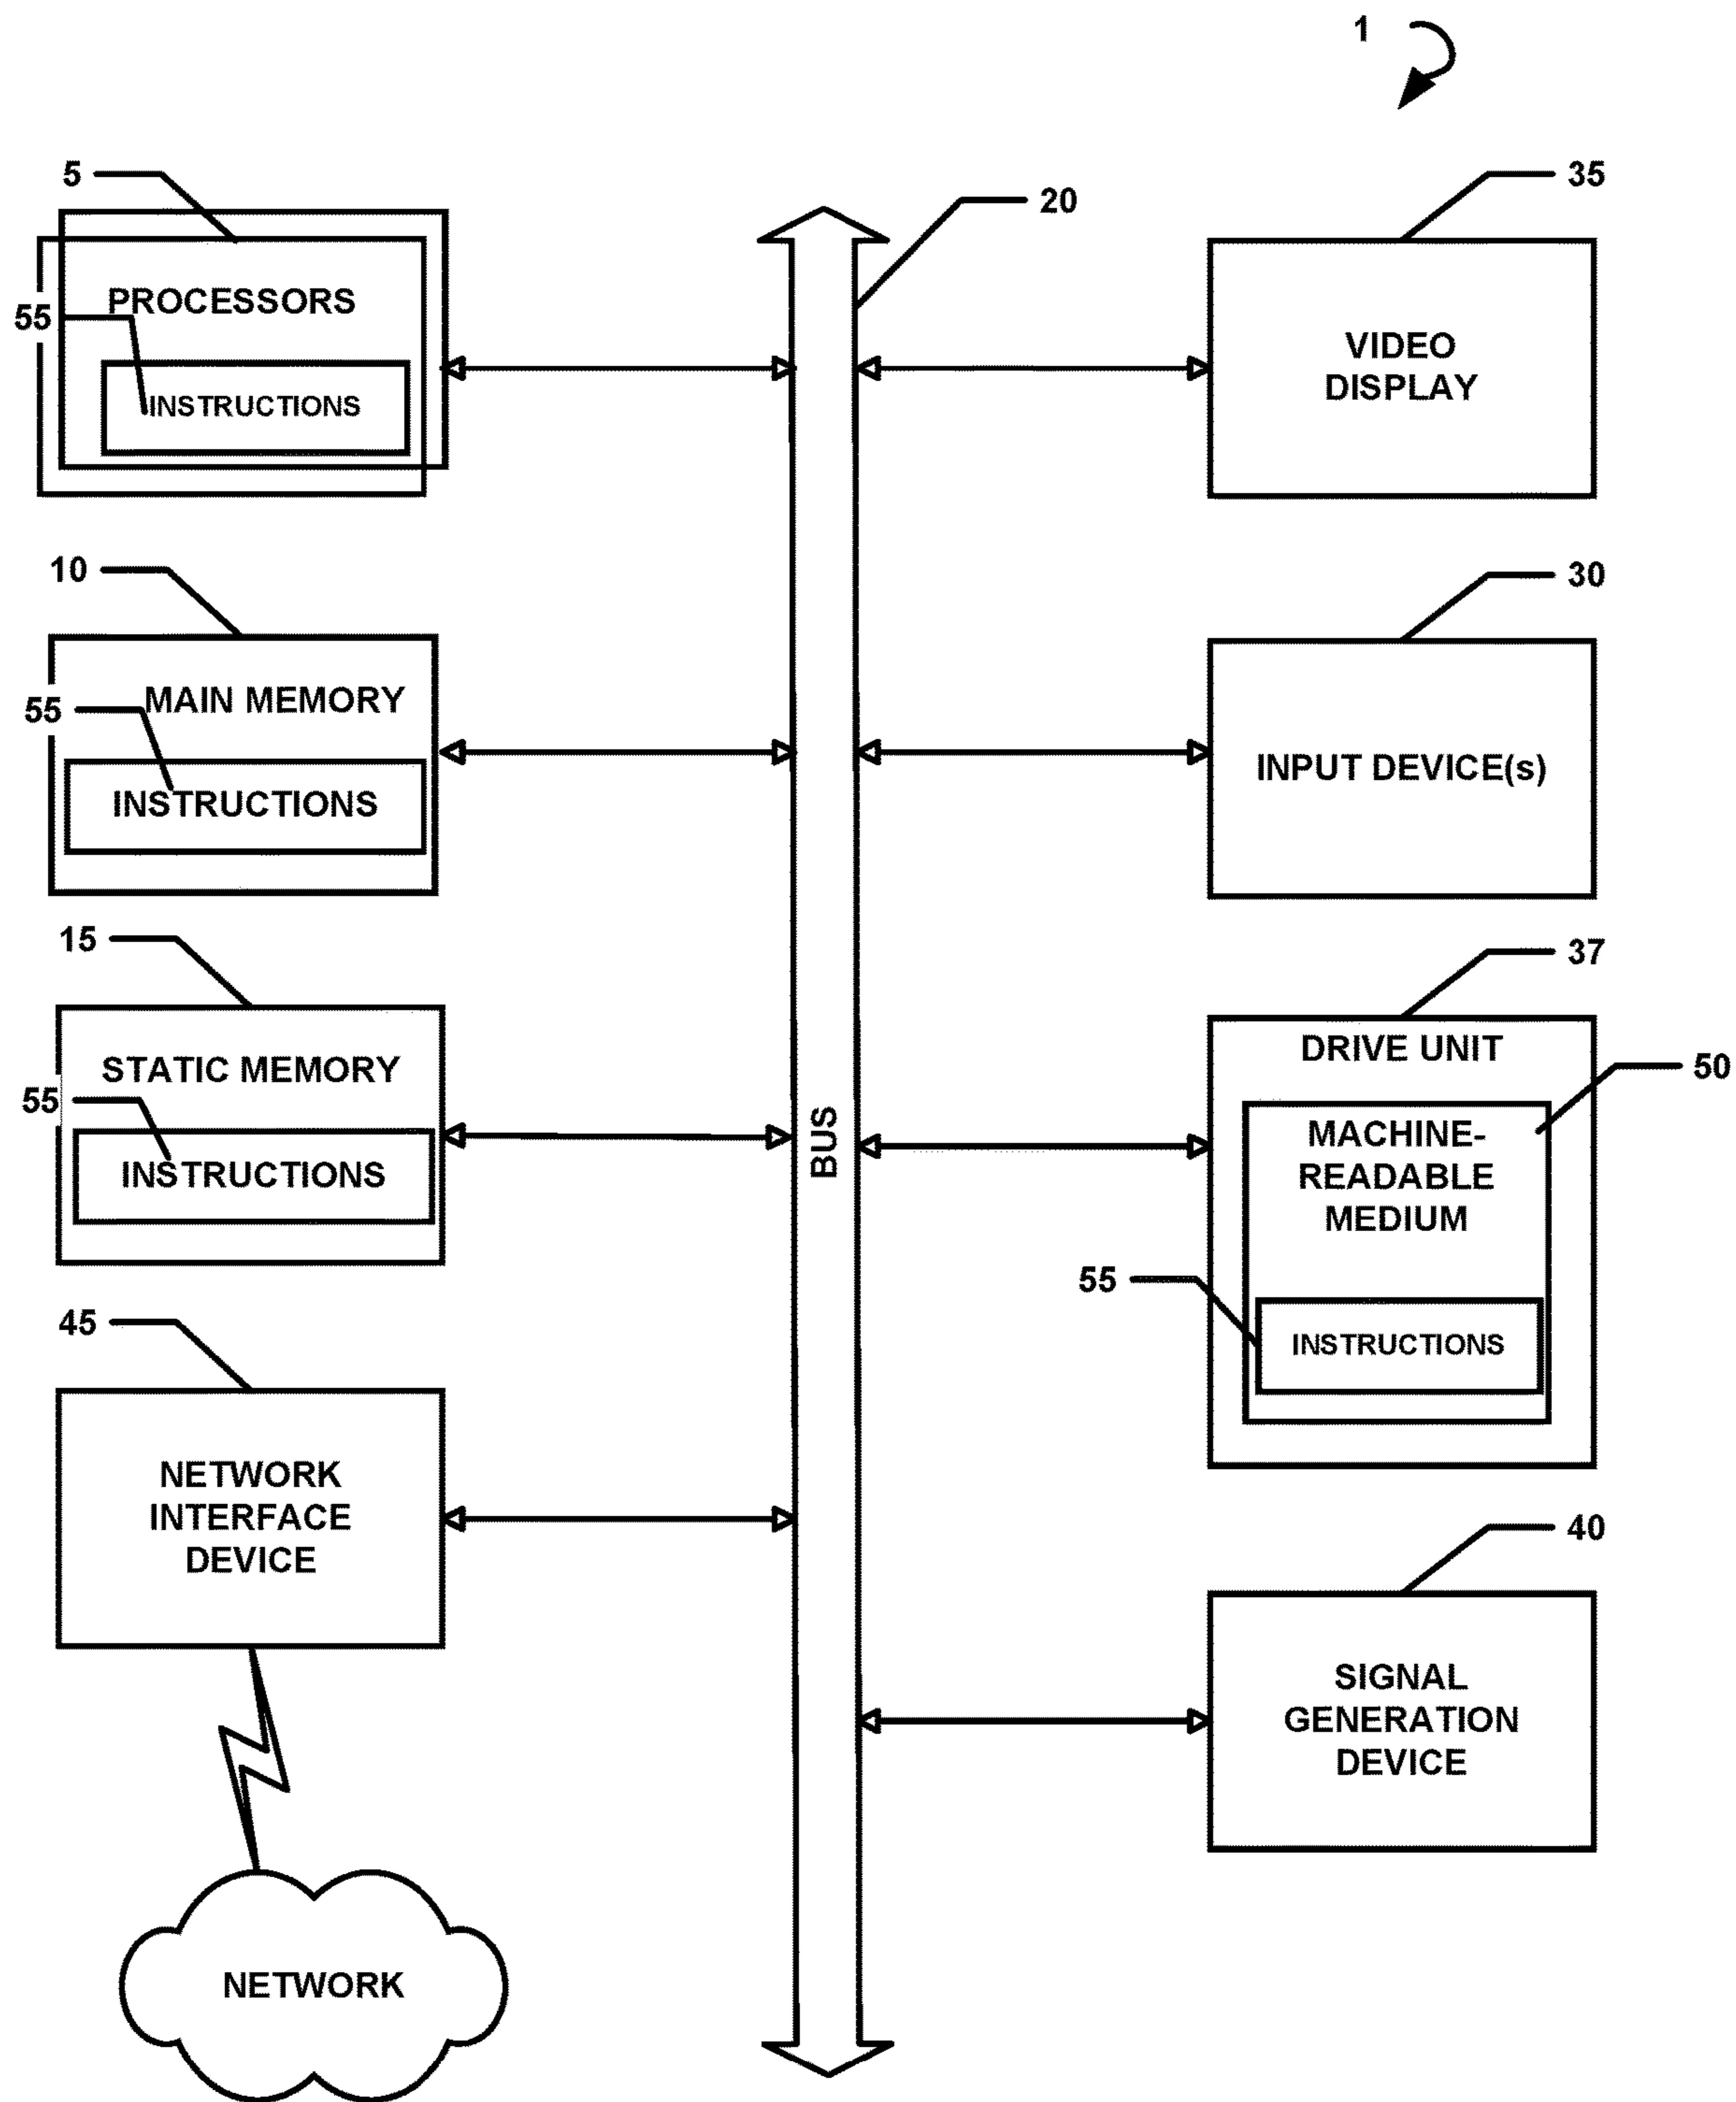 1
5
PROCESSORS
55
INSTRUCTIONS
10
MAIN MEMORY
55
INSTRUCTIONS
15
STATIC MEMORY
55
INSTRUCTIONS
45
NETWORK
INTERFACE
DEVICE
NETWORK
20
BUS
35
VIDEO
DISPLAY
30
INPUT DEVICE(s)
37
DRIVE UNIT
50
MACHINE-
READABLE
MEDIUM
55
INSTRUCTIONS
40
SIGNAL
GENERATION
DEVICE